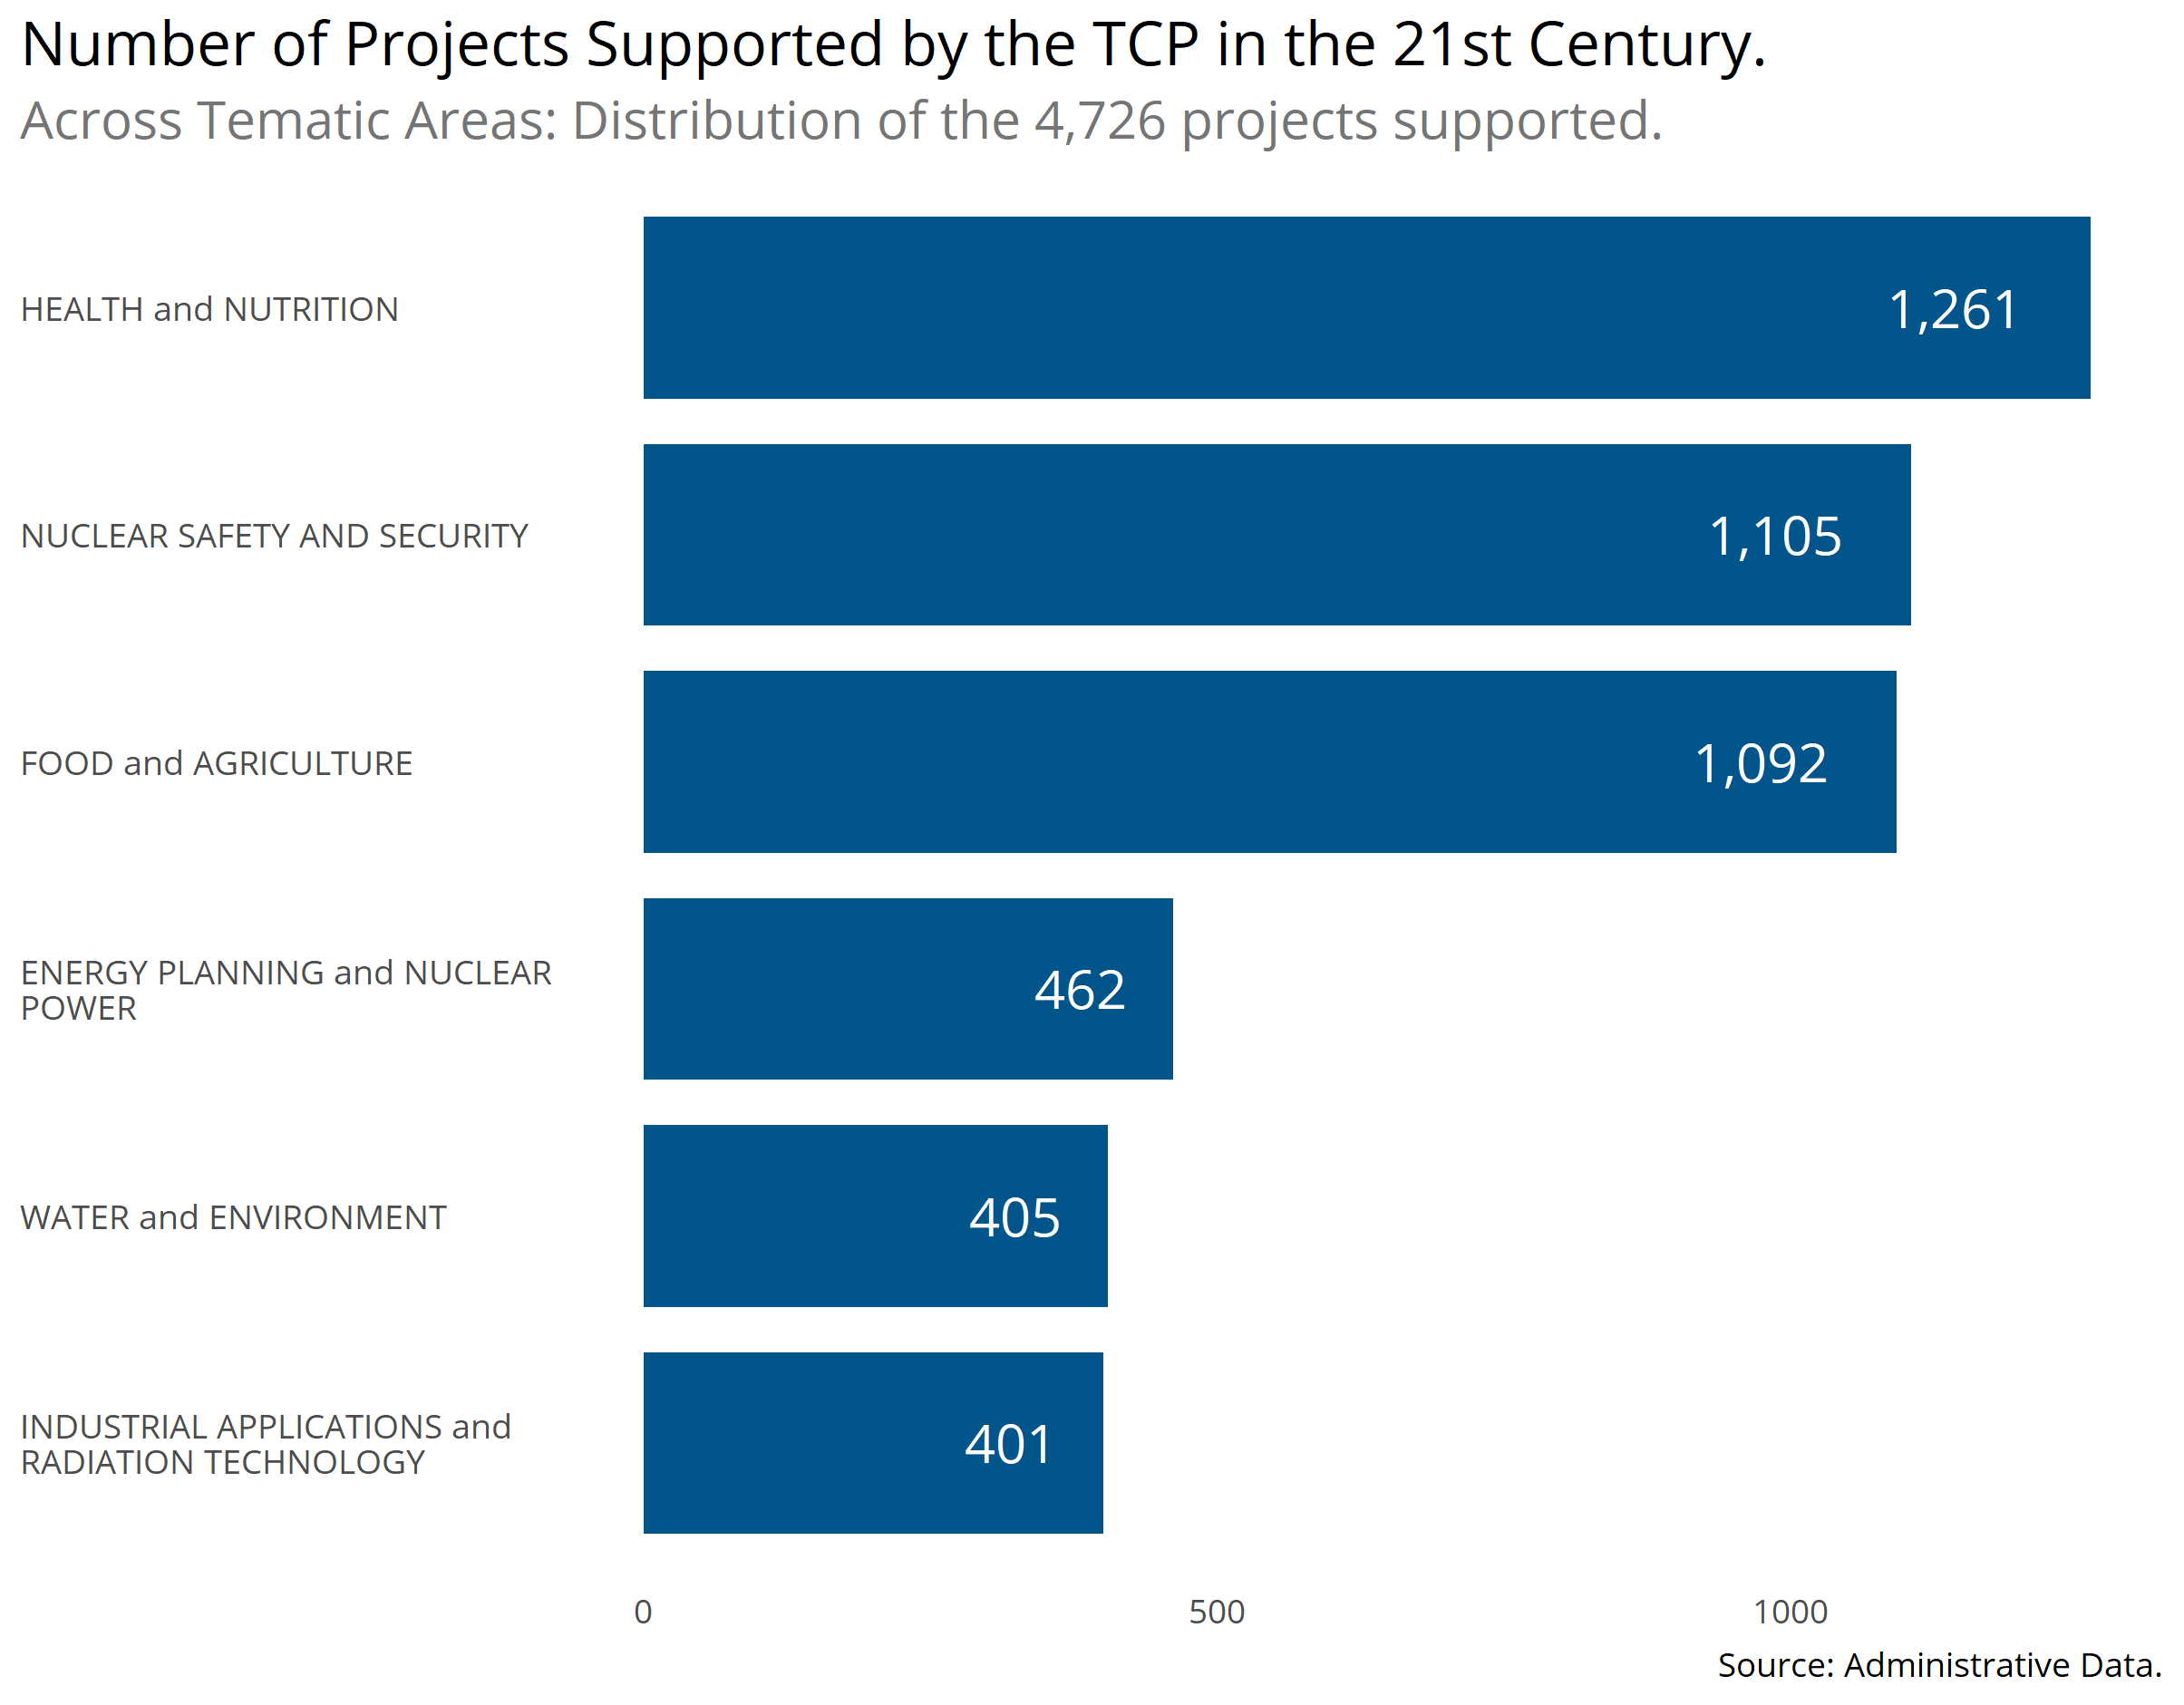 Number of Projects Supported by the TCP in the 21st Century.
Across Tematic Areas: Distribution of the 4,726 projects supported.
HEALTH and NUTRITION
1,261
NUCLEAR SAFETY AND SECURITY
1,105
FOOD and AGRICULTURE
1,092
ENERGY PLANNING and NUCLEAR
POWER
462
WATER and ENVIRONMENT
405
INDUSTRIAL APPLICATIONS and
RADIATION TECHNOLOGY
401
0 500 1000
Source: Administrative Data.